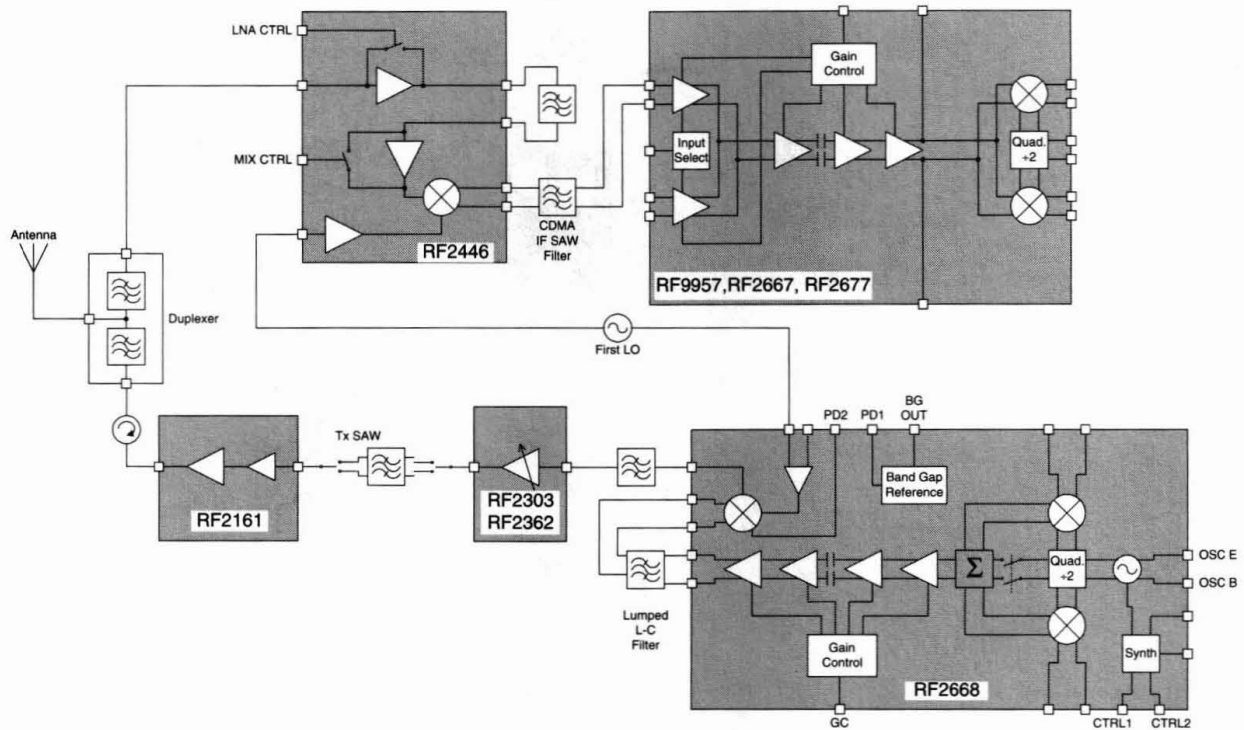 LNA CTRL
Gain
Control
MIX CTRL
Input
Select
Quad.
÷2
CDMA
IF SAW
Filter
RF2446
Antenna
RF9957,RF2667, RF2677
Duplexer
First LO
PD2
PD1
BG
OUT
Tx SAW
Band Gap
Reference
RF2303
RF2362
RF2161
Σ
Quad.
÷2
OSC E
OSC B
Lumped
L-C
Filter
Gain
Control
Synth
RF2668
GC
CTRL1
CTRL2